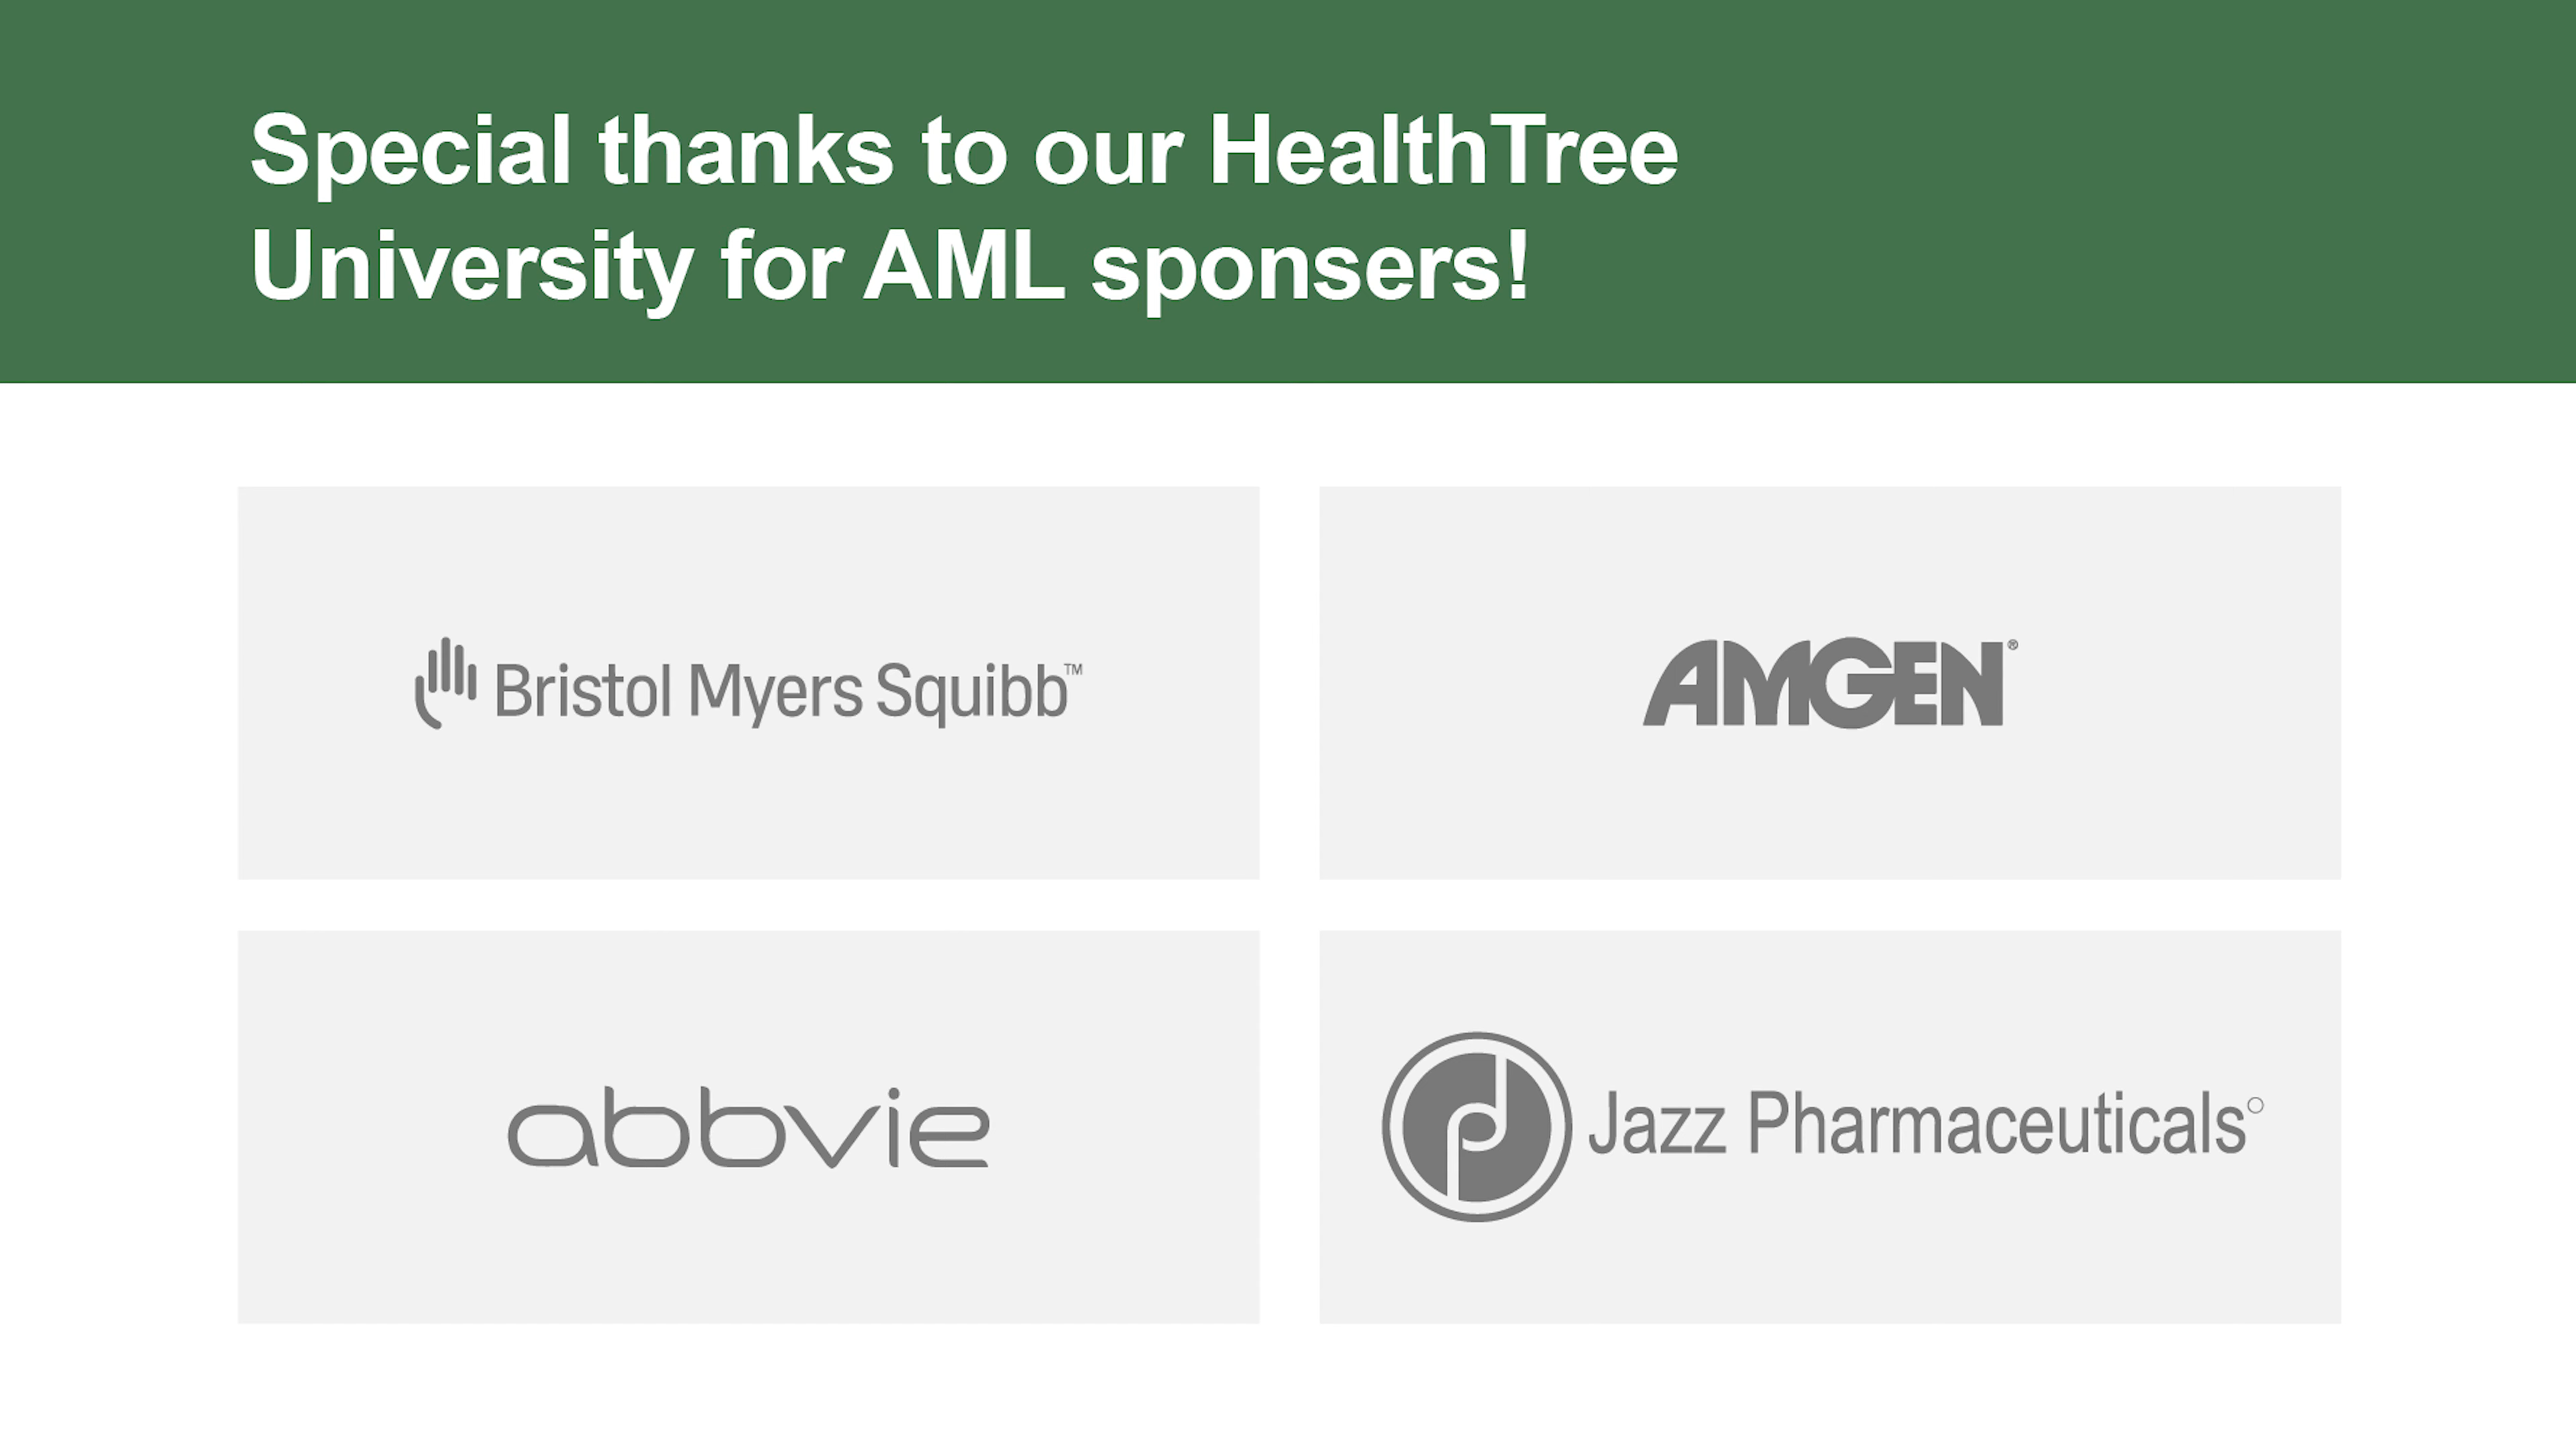 Special thanks to our HealthTree
University for AML sponsers!
Bristol Myers Squibb™
AMGEN®
abbvie
Jazz Pharmaceuticals